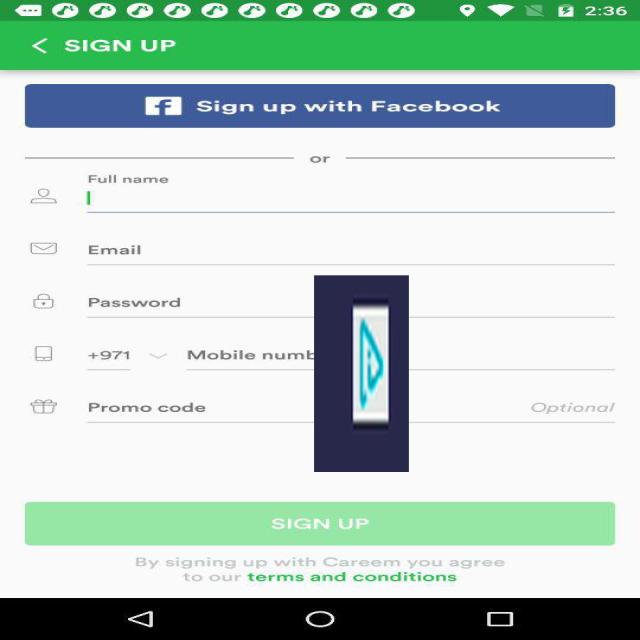 2:36
SIGN UP
Sign up with Facebook
or
Full name
Email
Password
+971 Mobile numb
Promo code Optional
SIGN UP
By signing up with Careem you agree
to our terms and conditions